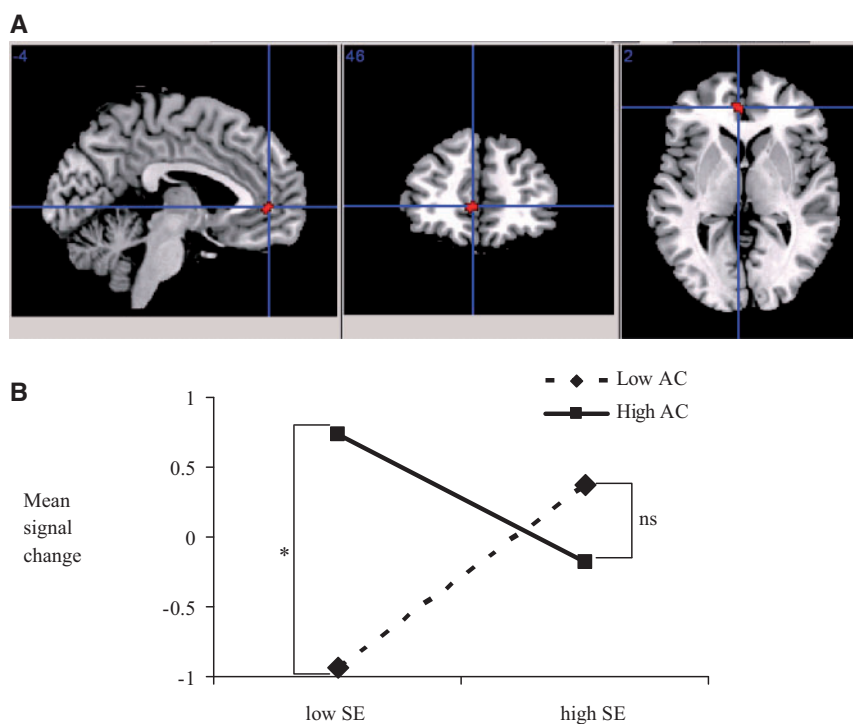 A
-4
46
2
B
Low AC
High AC
1
0.5
0
-0.5
-1
Mean
signal
change
*
ns
low SE
high SE